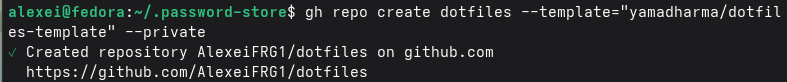 alexei@fedora:~/.password-store$ gh repo create dotfiles --template="yamadharma/dotfil
es-template" --private
✓ Created repository AlexeiFRG1/dotfiles on github.com
  https://github.com/AlexeiFRG1/dotfiles